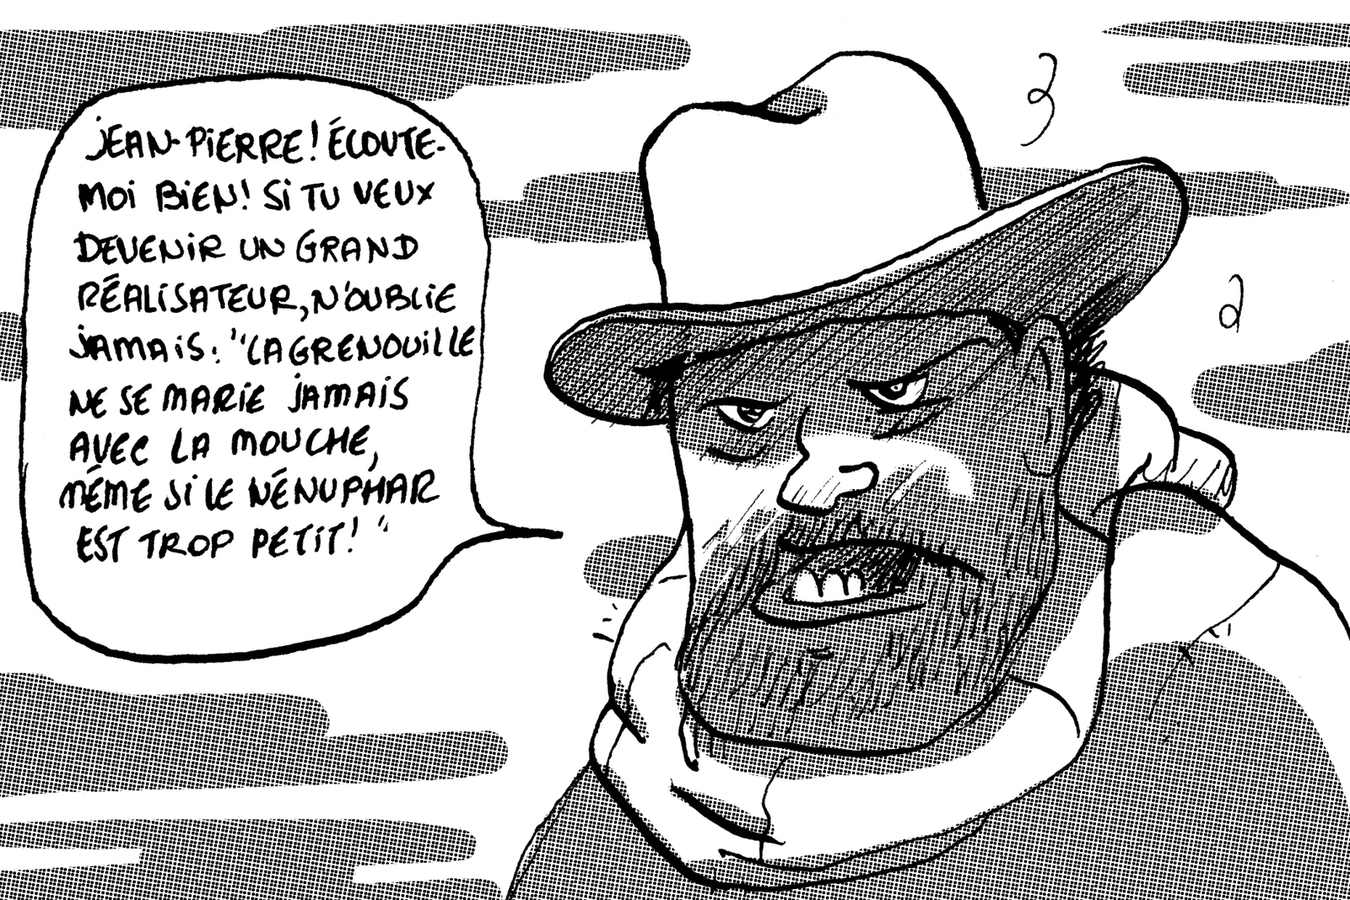 JEAN-PIERRE! ÉCOUTE-
MOI BIEN! SI TU VEUX
DEVENIR UN GRAND
RÉALISATEUR, N'OUBLIE
JAMAIS: "LA GRENOUILLE
NE SE MARIE JAMAIS
AVEC LA MOUCHE,
MÊME SI LE NÉNUPHAR
EST TROP PETIT! "